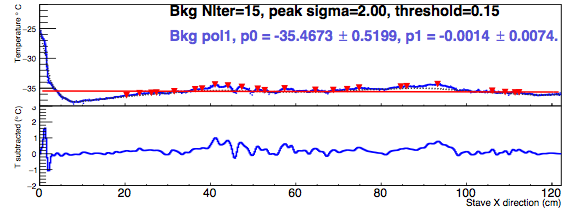 Bkg NIter=15, peak sigma=2.00, threshold=0.15
Bkg pol1, p0 = -35.4673 ± 0.5199, p1 = -0.0014 ± 0.0074.
Temperature °C
−25
−30
−35
T subtracted (°C)
3
2
1
0
−1
−2
0 20 40 60 80 100 120
Stave X direction (cm)